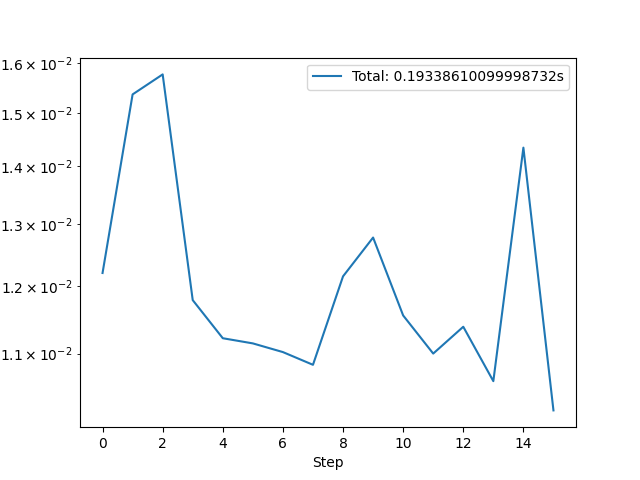 Total: 0.19338610099998732s
1.6 × 10⁻²
1.5 × 10⁻²
1.4 × 10⁻²
1.3 × 10⁻²
1.2 × 10⁻²
1.1 × 10⁻²
0 2 4 6 8 10 12 14
Step